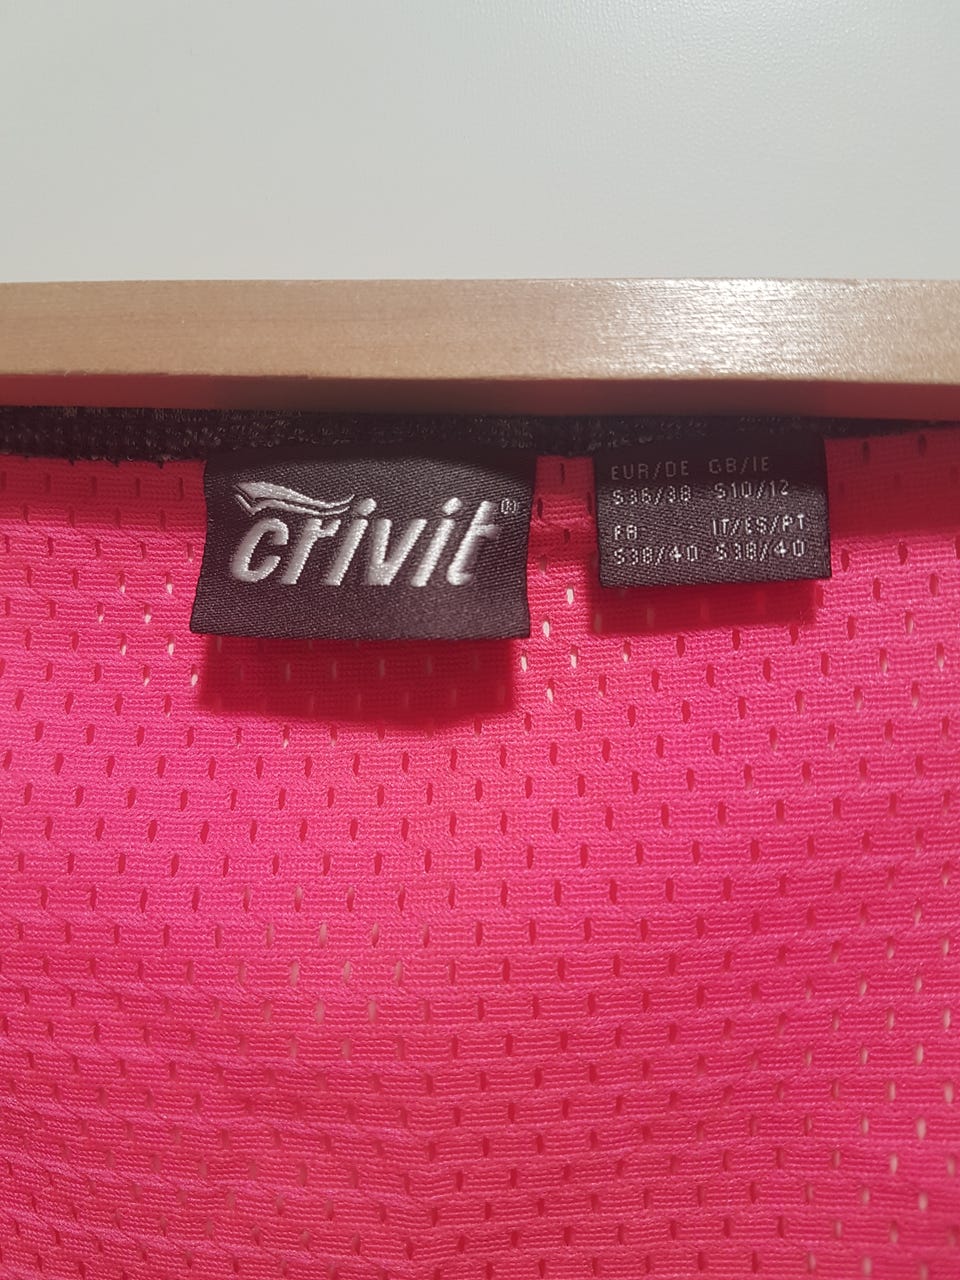 crivit®
EUR/DE GB/IE
S36/38 S10/12
FR IT/ES/PT
S38/40 S38/40